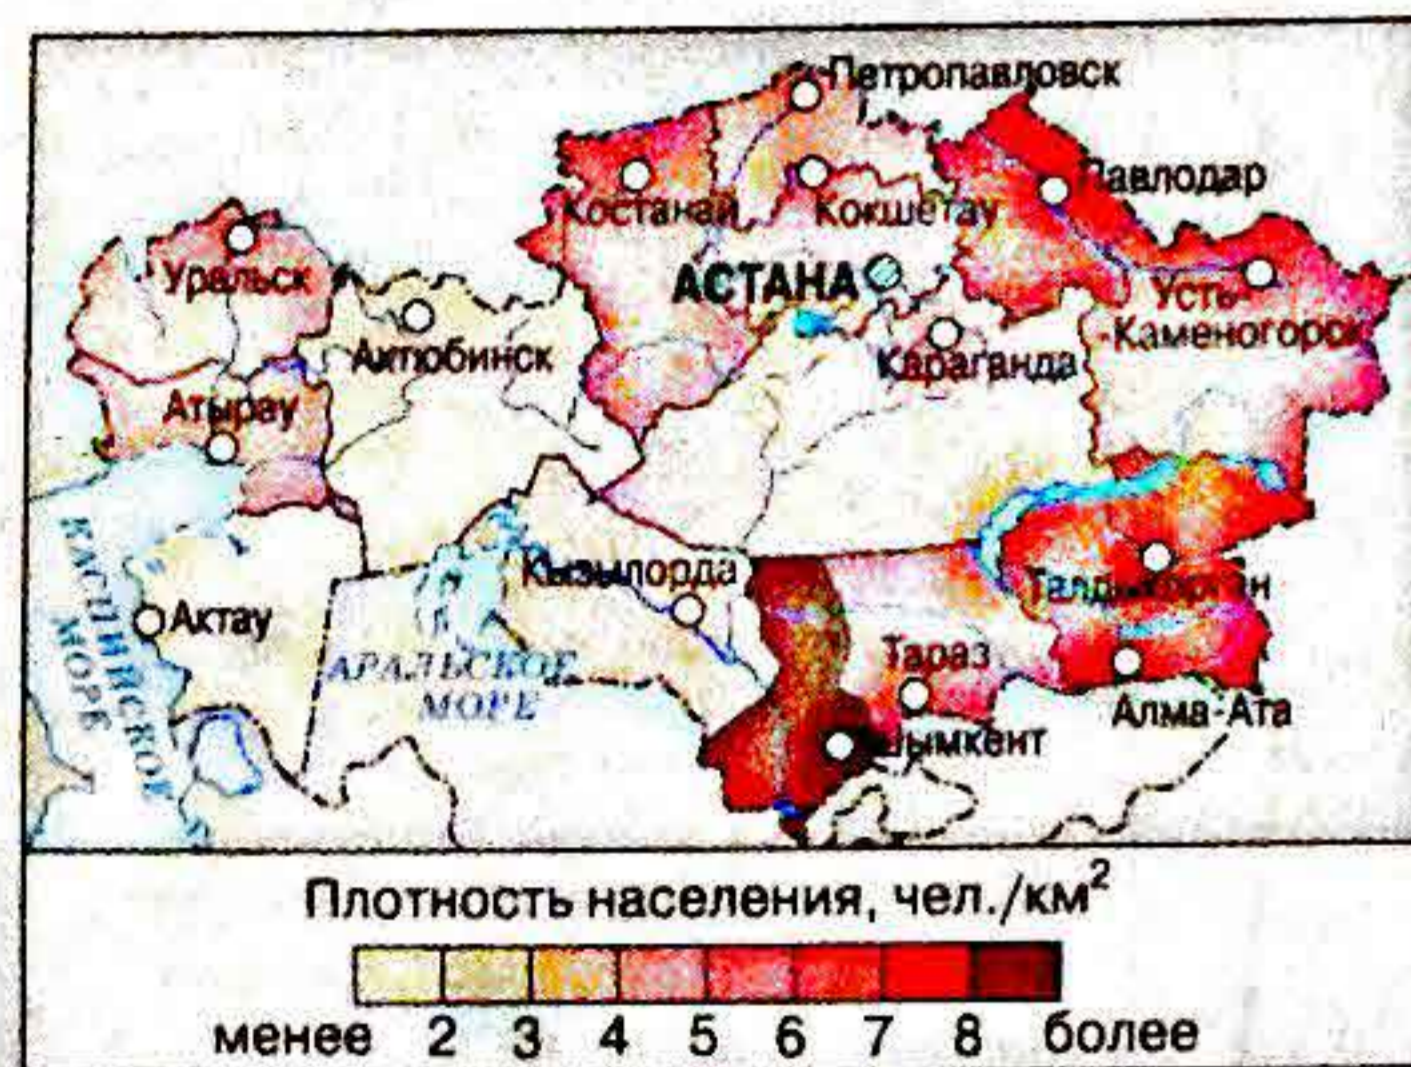 Петропавловск
Павлодар
Костанай
Кокшетау
Уральск
АСТАНА
Усть-
-Каменогорск
Актюбинск
Караганда
Атырау
КАСПИЙСКОЕ
МОРЕ
Кызылорда
Талдыкорган
Актау
АРАЛЬСКОЕ
МОРЕ
Тараз
Алма-Ата
Шымкент
Плотность населения, чел./км²
менее 2 3 4 5 6 7 8 более